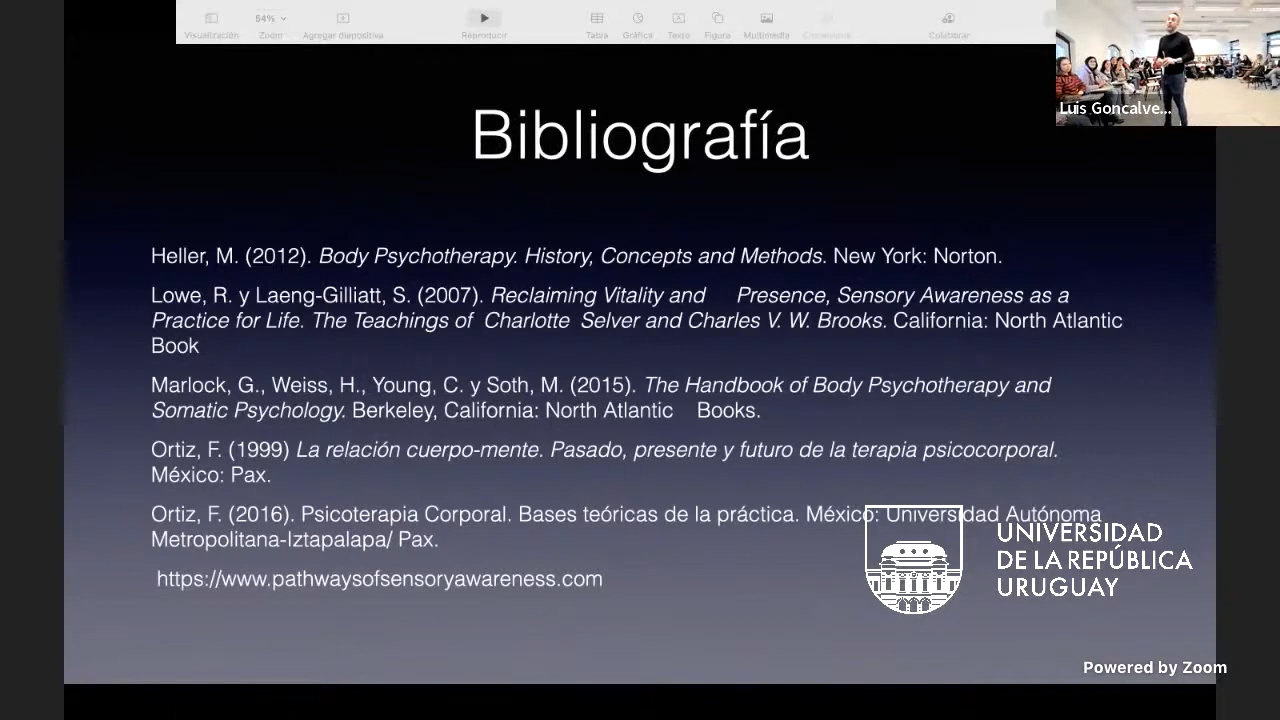 64%
Visualización
Zoom
Agregar diapositiva
Reproducir
Tabla
Gráfica
Texto
Figura
Multimedia
Comentario
Colaborar
Luis Goncalve...
Bibliografía
Heller, M. (2012). Body Psychotherapy. History, Concepts and Methods. New York: Norton.
Lowe, R. y Laeng-Gilliatt, S. (2007). Reclaiming Vitality and Presence, Sensory Awareness as a
Practice for Life. The Teachings of Charlotte Selver and Charles V. W. Brooks. California: North Atlantic
Book
Marlock, G., Weiss, H., Young, C. y Soth, M. (2015). The Handbook of Body Psychotherapy and
Somatic Psychology. Berkeley, California: North Atlantic Books.
Ortiz, F. (1999) La relación cuerpo-mente. Pasado, presente y futuro de la terapia psicocorporal.
México: Pax.
Ortiz, F. (2016). Psicoterapia Corporal. Bases teóricas de la práctica. México: Universidad Autónoma
Metropolitana-Iztapalapa/ Pax.
https://www.pathwaysofsensoryawareness.com
UNIVERSIDAD
DE LA REPÚBLICA
URUGUAY
Powered by Zoom